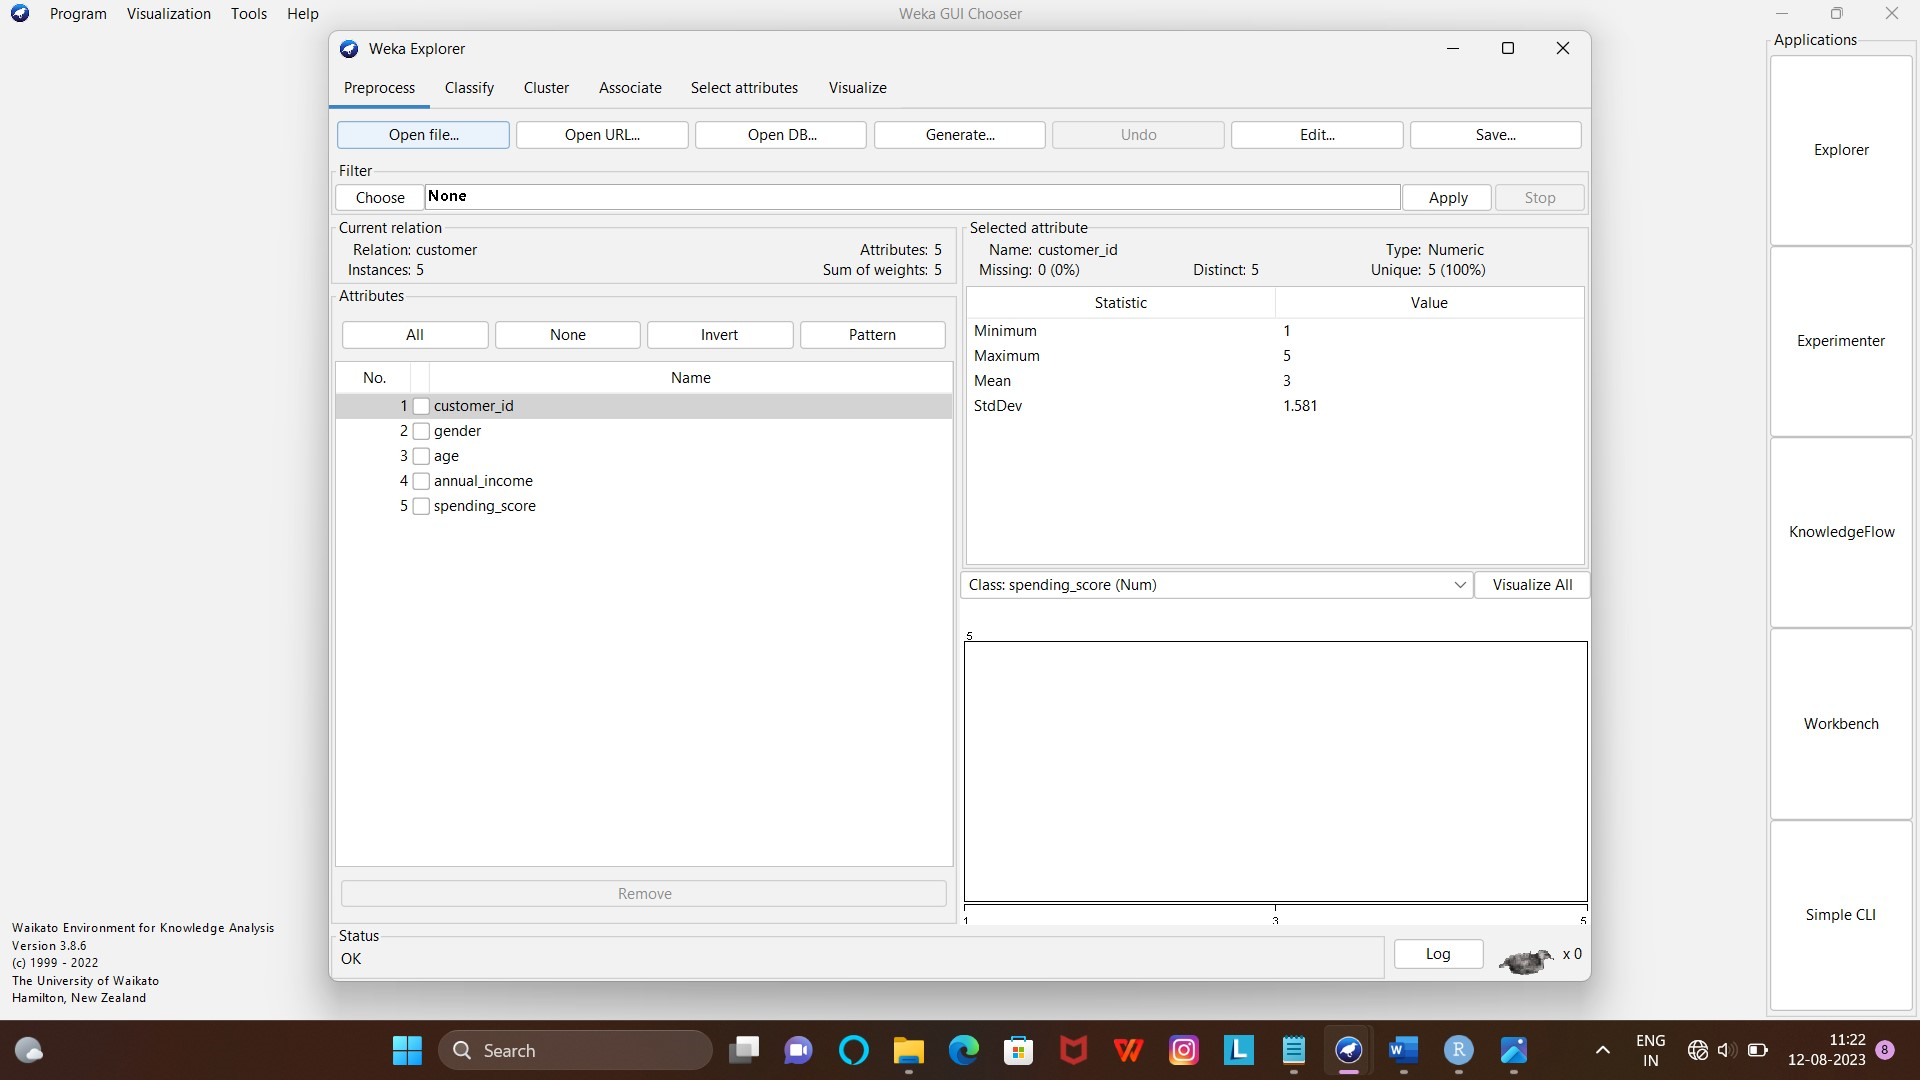 Program Visualization Tools Help
Weka GUI Chooser
Weka Explorer
Preprocess Classify Cluster Associate Select attributes Visualize
Open file... Open URL... Open DB... Generate... Undo Edit... Save...
Filter
Choose None Apply Stop
Current relation
Relation: customer Attributes: 5
Instances: 5 Sum of weights: 5
Attributes
All None Invert Pattern
No. Name
1 customer_id
2 gender
3 age
4 annual_income
5 spending_score
Remove
Selected attribute
Name: customer_id Type: Numeric
Missing: 0 (0%) Distinct: 5 Unique: 5 (100%)
Statistic Value
Minimum 1
Maximum 5
Mean 3
StdDev 1.581
Class: spending_score (Num) Visualize All
5
1 3 5
Status
OK
Log x 0
Applications
Explorer
Experimenter
KnowledgeFlow
Workbench
Simple CLI
Waikato Environment for Knowledge Analysis
Version 3.8.6
(c) 1999 - 2022
The University of Waikato
Hamilton, New Zealand
Search
W
L
W
R
ENG
IN
11:22
12-08-2023
8